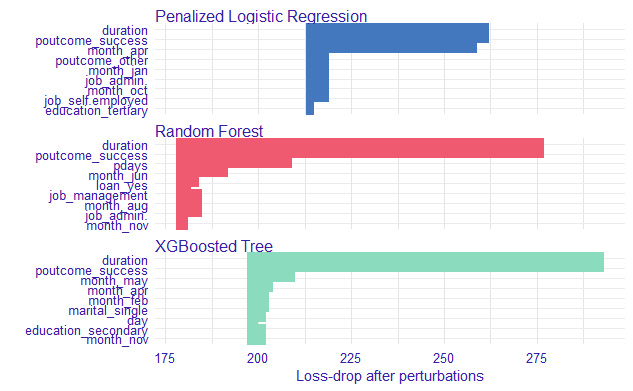 Penalized Logistic Regression
duration
poutcome_success
month_apr
poutcome_other
month_jan
job_admin.
month_oct
job_self.employed
education_tertiary
Random Forest
duration
poutcome_success
pdays
month_jun
loan_yes
job_management
month_aug
job_admin.
month_nov
XGBoosted Tree
duration
poutcome_success
month_may
month_apr
month_feb
marital_single
day
education_secondary
month_nov
175 200 225 250 275
Loss-drop after perturbations